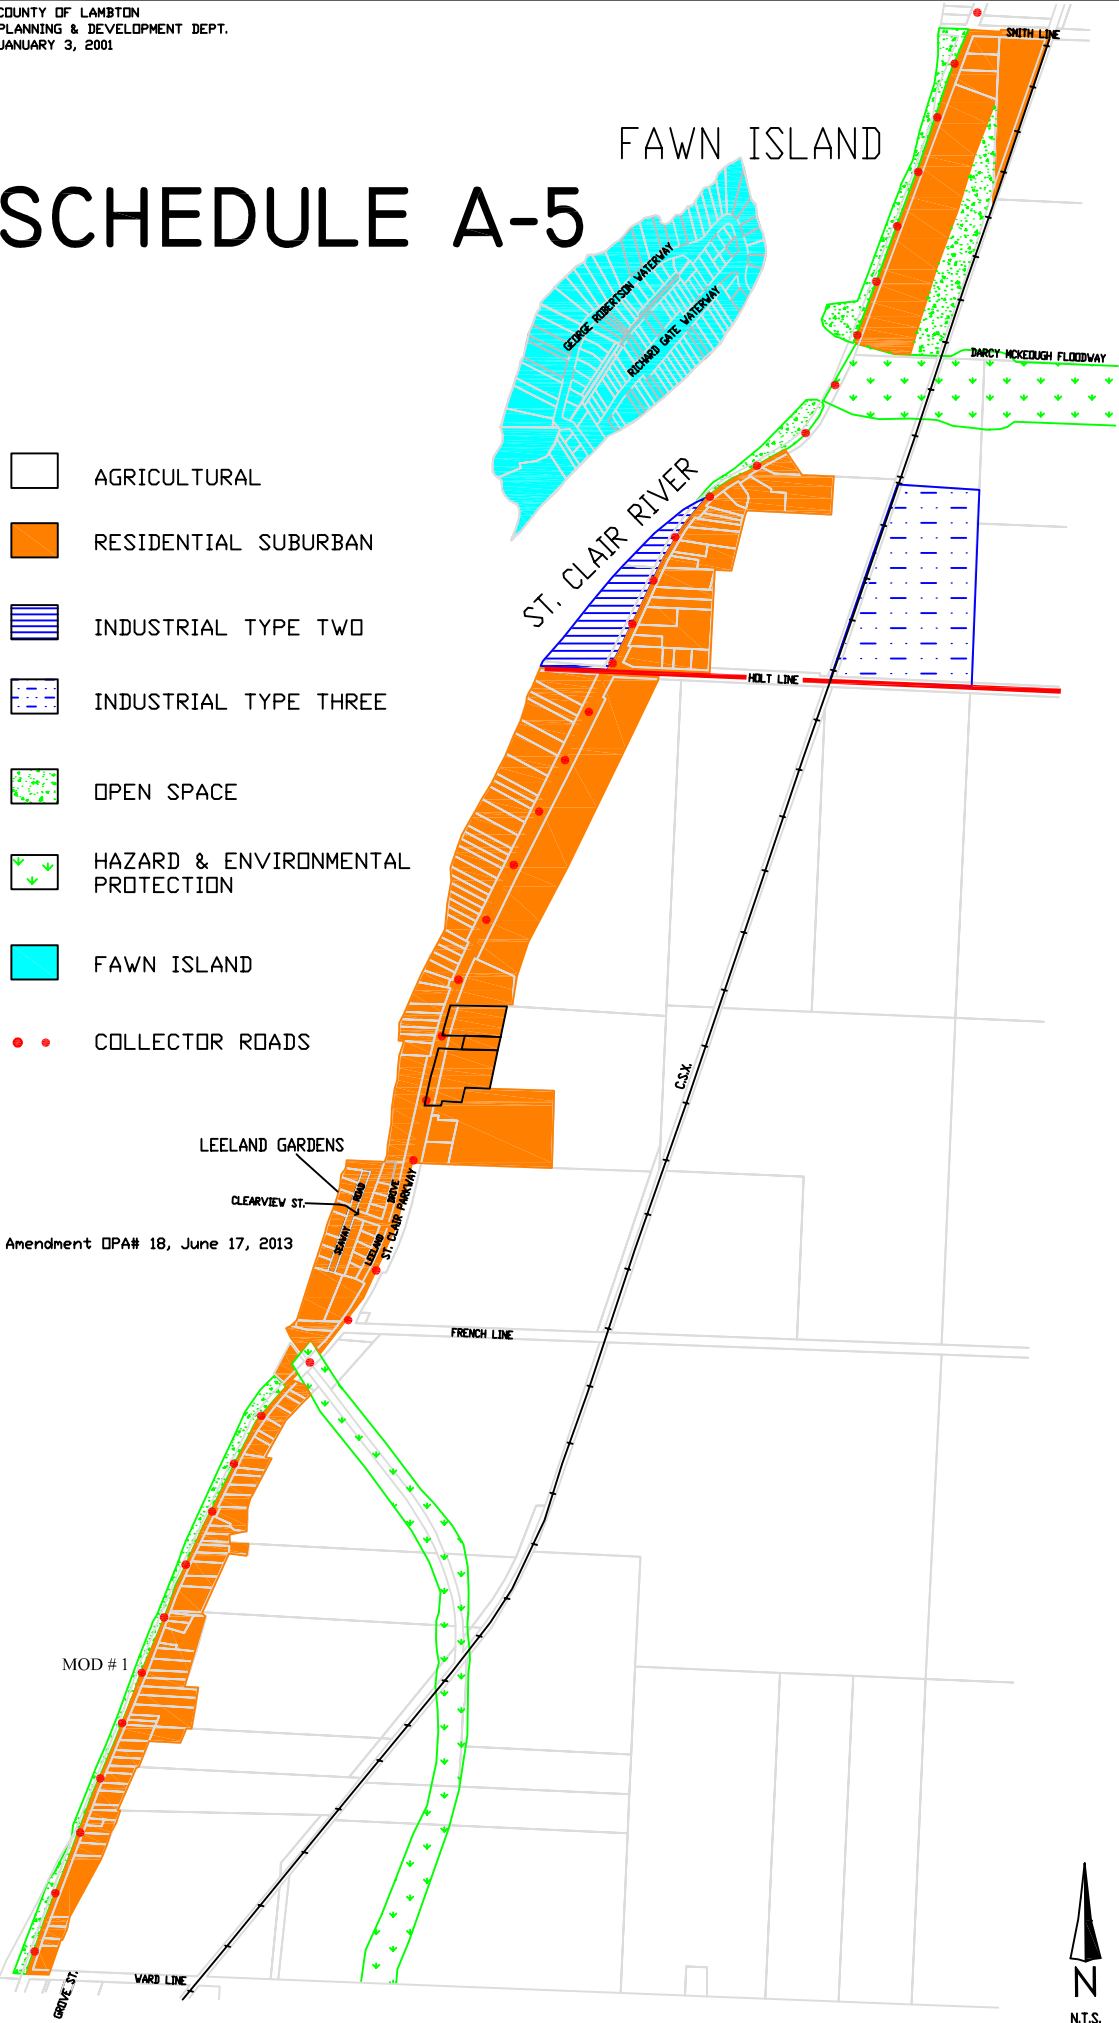 COUNTY OF LAMBTON
PLANNING & DEVELOPMENT DEPT.
JANUARY 3, 2001
SMITH LINE
FAWN ISLAND
SCHEDULE A-5
GEORGE ROBERTSON WATERWAY
RICHARD GATE WATERWAY
DARCY MCKEOUGH FLOODWAY
ST. CLAIR RIVER
AGRICULTURAL
RESIDENTIAL SUBURBAN
INDUSTRIAL TYPE TWO
HOLT LINE
INDUSTRIAL TYPE THREE
OPEN SPACE
HAZARD & ENVIRONMENTAL
PROTECTION
FAWN ISLAND
COLLECTOR ROADS
C.S.X.
LEELAND GARDENS
CLEARVIEW ST.
SEAWAY ROAD
LEELAND DRIVE
ST. CLAIR PARKWAY
Amendment OPA# 18, June 17, 2013
FRENCH LINE
MOD # 1
WARD LINE
GROVE ST.
N
N.T.S.